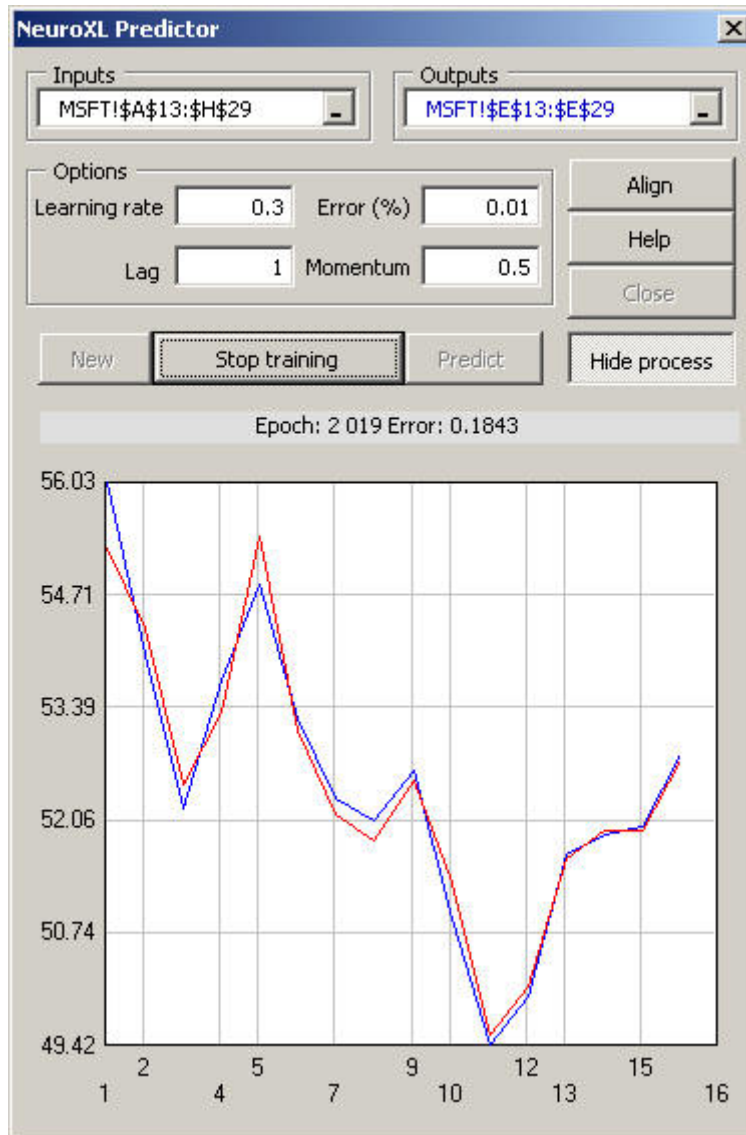 NeuroXL Predictor
Inputs
Outputs
MSFT!$A$13:$H$29
MSFT!$E$13:$E$29
Options
Learning rate 0.3 Error (%) 0.01
Lag 1 Momentum 0.5
Align
Help
Close
New Stop training Predict Hide process
Epoch: 2 019 Error: 0.1843
56.03
54.71
53.39
52.06
50.74
49.42
2 5 9 12 15
1 4 7 10 13 16